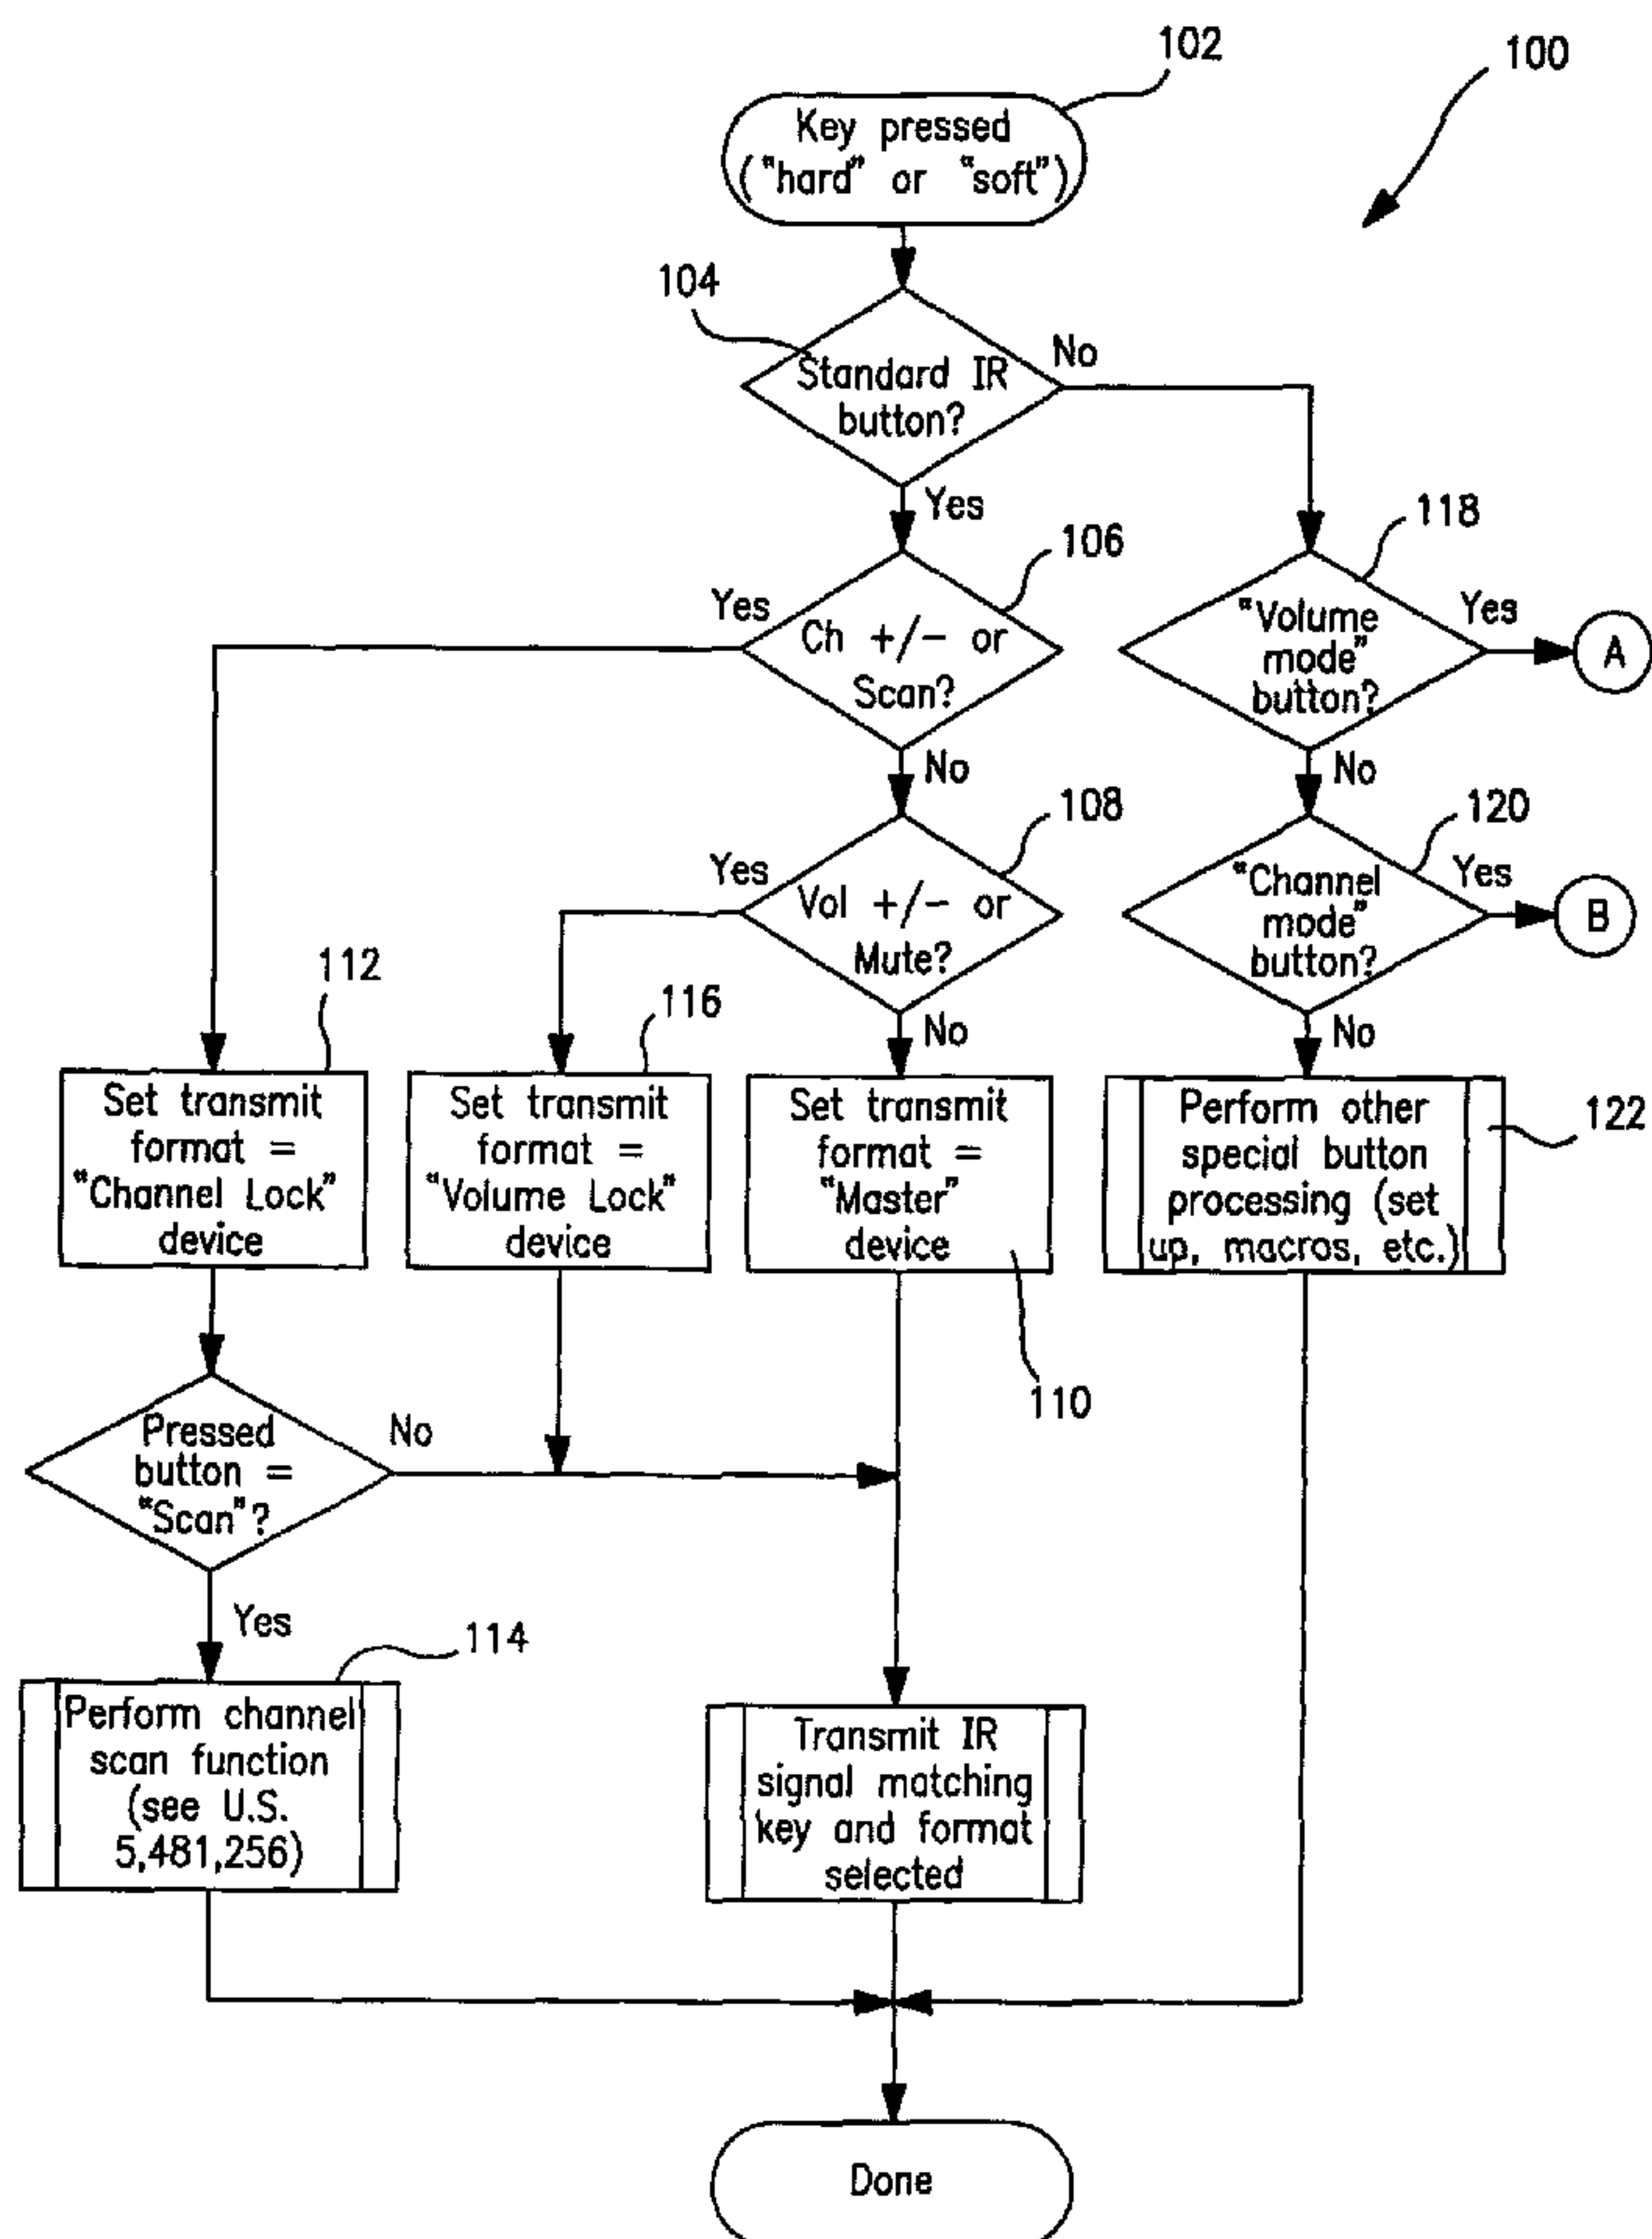 102
100
Key pressed
("hard" or "soft")
104
Standard IR
button?
No
Yes
118
106
Yes
Ch +/- or
Scan?
"Volume
mode"
button?
Yes
A
No
No
108
120
Yes
Vol +/- or
Mute?
"Channel
mode"
button?
Yes
B
112
116
No
No
Set transmit
format =
"Channel Lock"
device
Set transmit
format =
"Volume Lock"
device
Set transmit
format =
"Master"
device
Perform other
special button
processing (set
up, macros, etc.)
122
110
Pressed
button =
"Scan"?
No
Yes
114
Perform channel
scan function
(see U.S.
5,481,256)
Transmit IR
signal matching
key and format
selected
Done